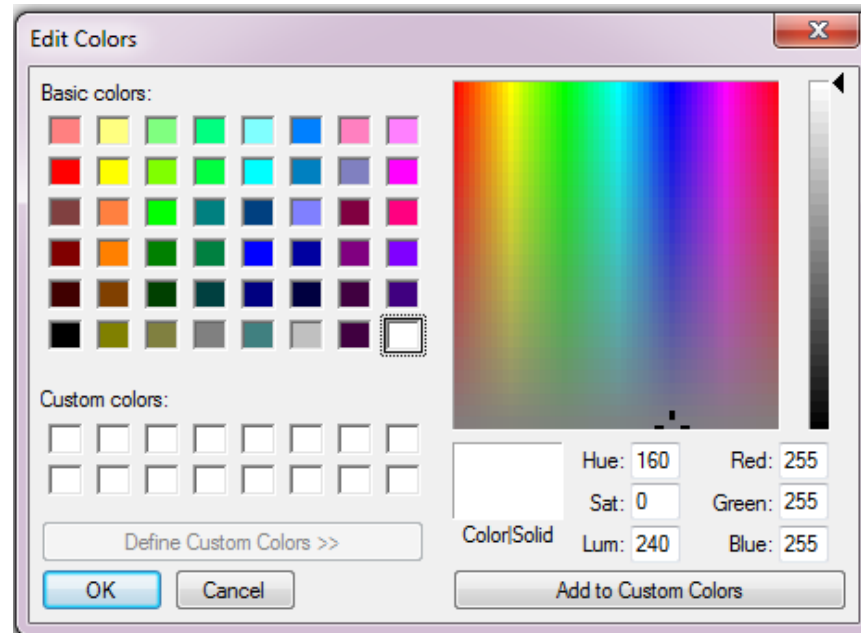 Edit Colors
Basic colors:
Custom colors:
Define Custom Colors >>
OK Cancel
Color|Solid
Hue: 160 Red: 255
Sat: 0 Green: 255
Lum: 240 Blue: 255
Add to Custom Colors